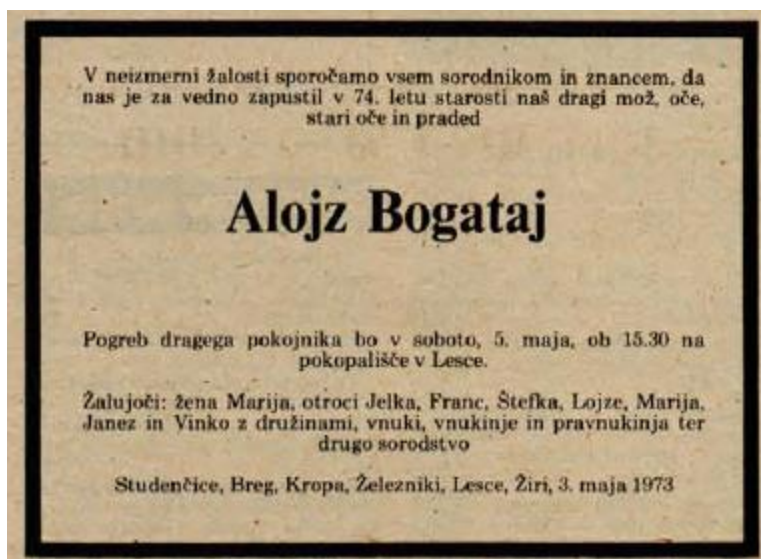 V neizmerni žalosti sporočamo vsem sorodnikom in znancem, da
nas je za vedno zapustil v 74. letu starosti naš dragi mož, oče,
stari oče in praded
Alojz Bogataj
Pogreb dragega pokojnika bo v soboto, 5. maja, ob 15.30 na
pokopališče v Lesce.
Žalujoči: žena Marija, otroci Jelka, Franc, Štefka, Lojze, Marija,
Janez in Vinko z družinami, vnuki, vnukinje in pravnukinja ter
drugo sorodstvo
Studenčice, Breg, Kropa, Železniki, Lesce, Žiri, 3. maja 1973